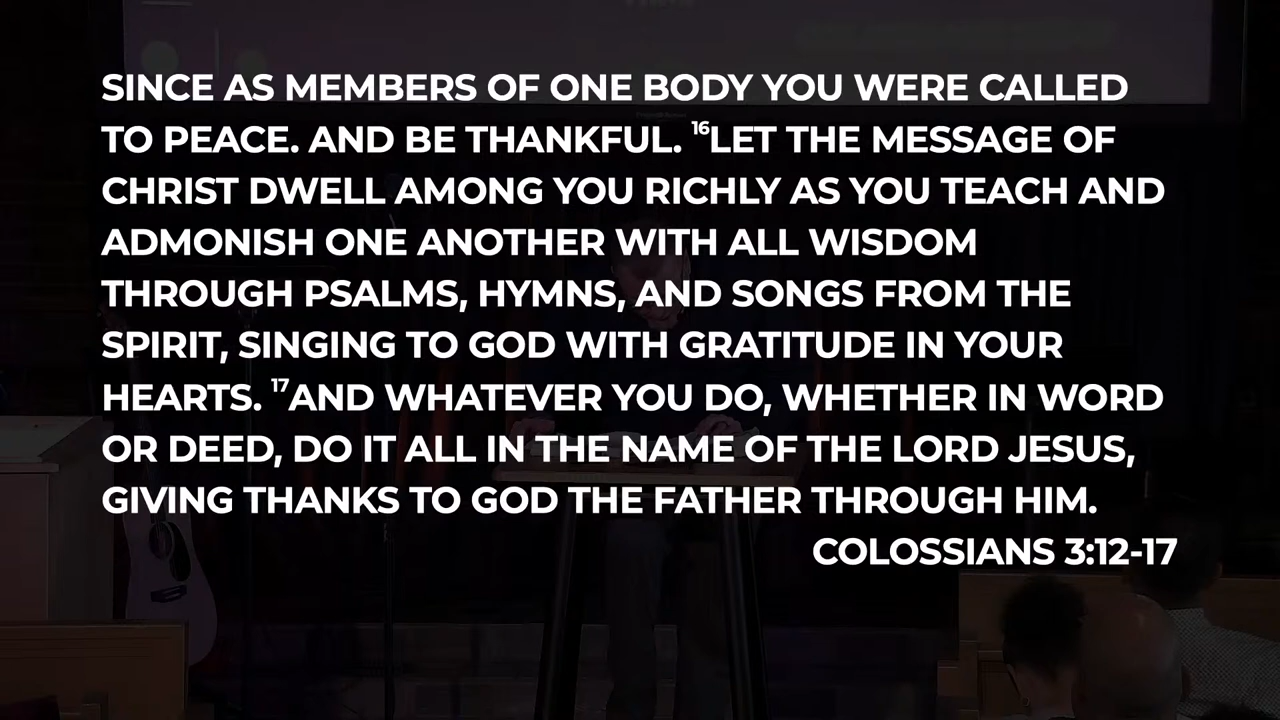 SINCE AS MEMBERS OF ONE BODY YOU WERE CALLED
TO PEACE. AND BE THANKFUL. ¹⁶LET THE MESSAGE OF
CHRIST DWELL AMONG YOU RICHLY AS YOU TEACH AND
ADMONISH ONE ANOTHER WITH ALL WISDOM
THROUGH PSALMS, HYMNS, AND SONGS FROM THE
SPIRIT, SINGING TO GOD WITH GRATITUDE IN YOUR
HEARTS. ¹⁷AND WHATEVER YOU DO, WHETHER IN WORD
OR DEED, DO IT ALL IN THE NAME OF THE LORD JESUS,
GIVING THANKS TO GOD THE FATHER THROUGH HIM.
COLOSSIANS 3:12-17